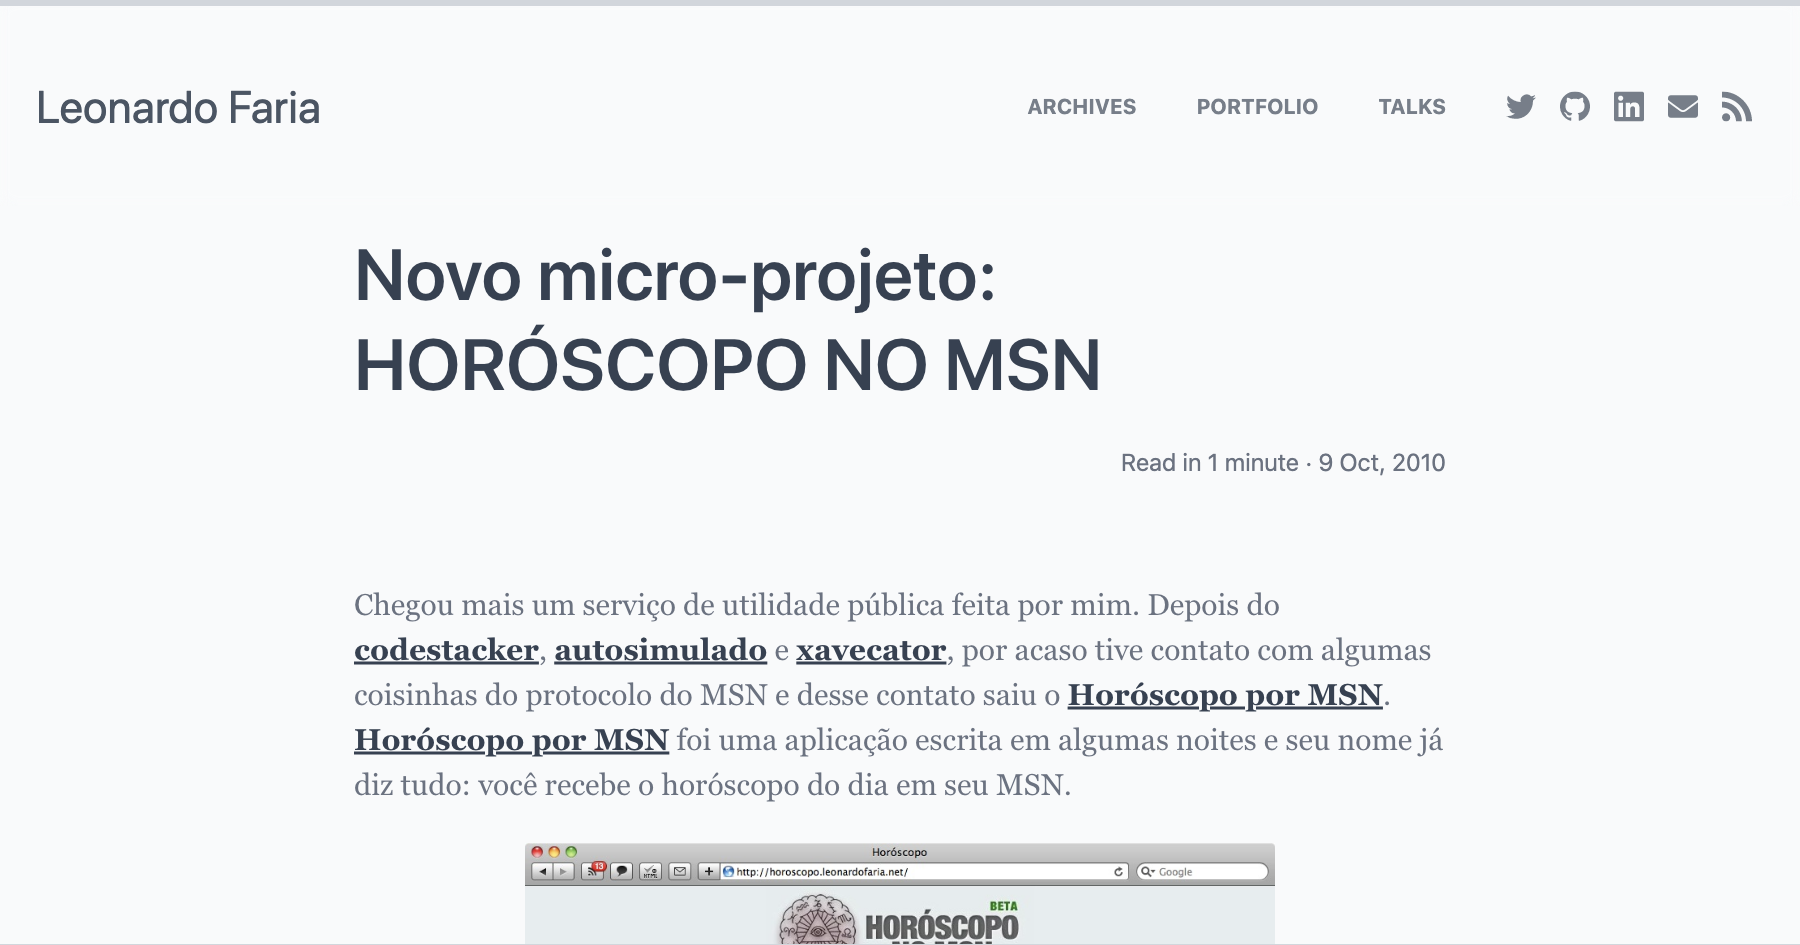 Leonardo Faria
ARCHIVES
PORTFOLIO
TALKS
Novo micro-projeto:
HORÓSCOPO NO MSN
Read in 1 minute · 9 Oct, 2010
Chegou mais um serviço de utilidade pública feita por mim. Depois do
codestacker, autosimulado e xavecator, por acaso tive contato com algumas
coisinhas do protocolo do MSN e desse contato saiu o Horóscopo por MSN.
Horóscopo por MSN foi uma aplicação escrita em algumas noites e seu nome já
diz tudo: você recebe o horóscopo do dia em seu MSN.
Horóscopo
13
HTML
http://horoscopo.leonardofaria.net/
Google
BETA
HORÓSCOPO
NO MSN